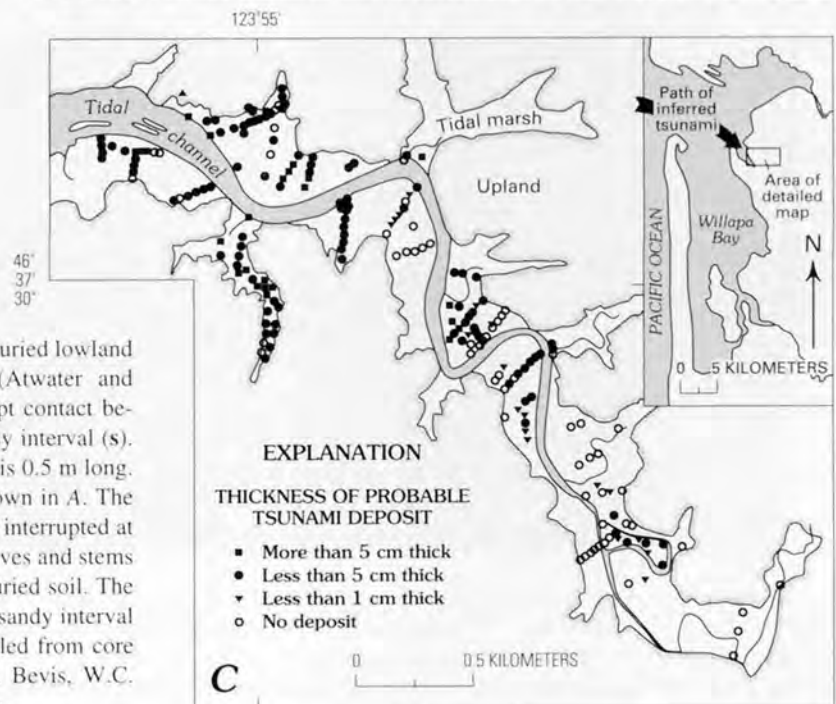 123°55'
46°
37'
30"
Tidal
channel
Tidal marsh
Upland
Path of
inferred
tsunami
Area of
detailed
map
Willapa
Bay
PACIFIC OCEAN
N
0 5 KILOMETERS
EXPLANATION
THICKNESS OF PROBABLE
TSUNAMI DEPOSIT
More than 5 cm thick
Less than 5 cm thick
Less than 1 cm thick
No deposit
0 0.5 KILOMETERS
C
uried lowland
(Atwater and
pt contact be-
y interval (s).
is 0.5 m long.
own in A. The
interrupted at
ves and stems
uried soil. The
sandy interval
led from core
Bevis, W.C.